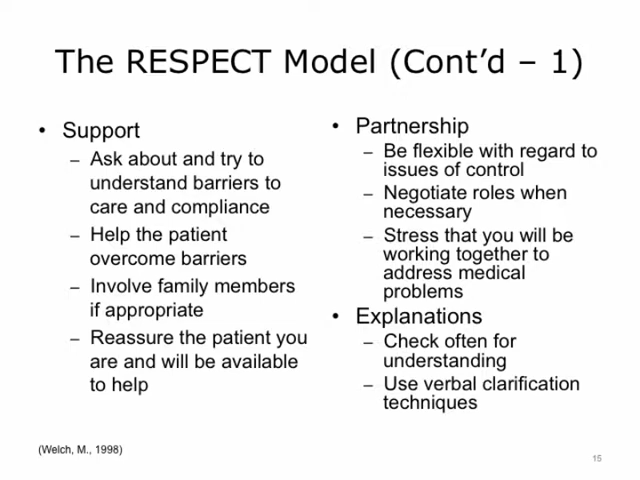 The RESPECT Model (Cont’d – 1)
• Support
– Ask about and try to
understand barriers to
care and compliance
– Help the patient
overcome barriers
– Involve family members
if appropriate
– Reassure the patient you
are and will be available
to help
• Partnership
– Be flexible with regard to
issues of control
– Negotiate roles when
necessary
– Stress that you will be
working together to
address medical
problems
• Explanations
– Check often for
understanding
– Use verbal clarification
techniques
(Welch, M., 1998)
15